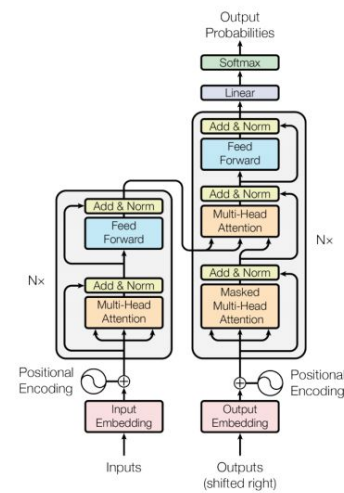 Output
Probabilities
Softmax
Linear
Add & Norm
Feed
Forward
Add & Norm
Multi-Head
Attention
Add & Norm
Masked
Multi-Head
Attention
Nx
Add & Norm
Feed
Forward
Add & Norm
Multi-Head
Attention
Nx
Positional
Encoding
Positional
Encoding
Input
Embedding
Output
Embedding
Inputs
Outputs
(shifted right)